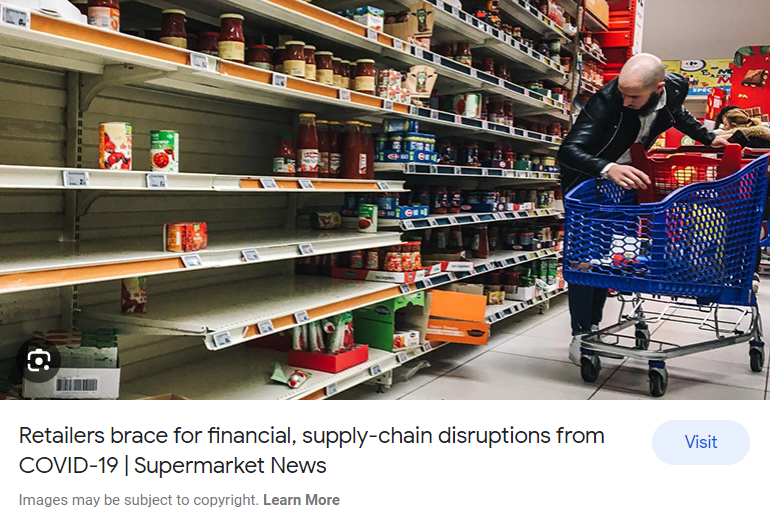 Retailers brace for financial, supply-chain disruptions from
COVID-19 | Supermarket News
Visit
Images may be subject to copyright. Learn More